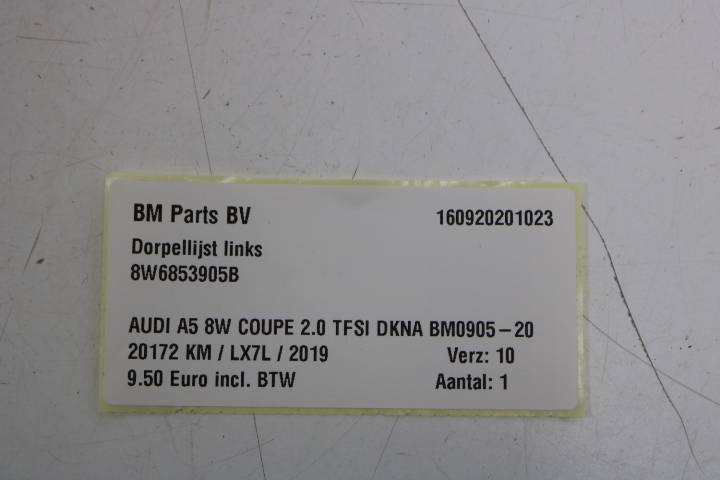 BM Parts BV 160920201023
Dorpellijst links
8W6853905B
AUDI A5 8W COUPE 2.0 TFSI DKNA BM0905-20
20172 KM / LX7L / 2019 Verz: 10
9.50 Euro incl. BTW Aantal: 1